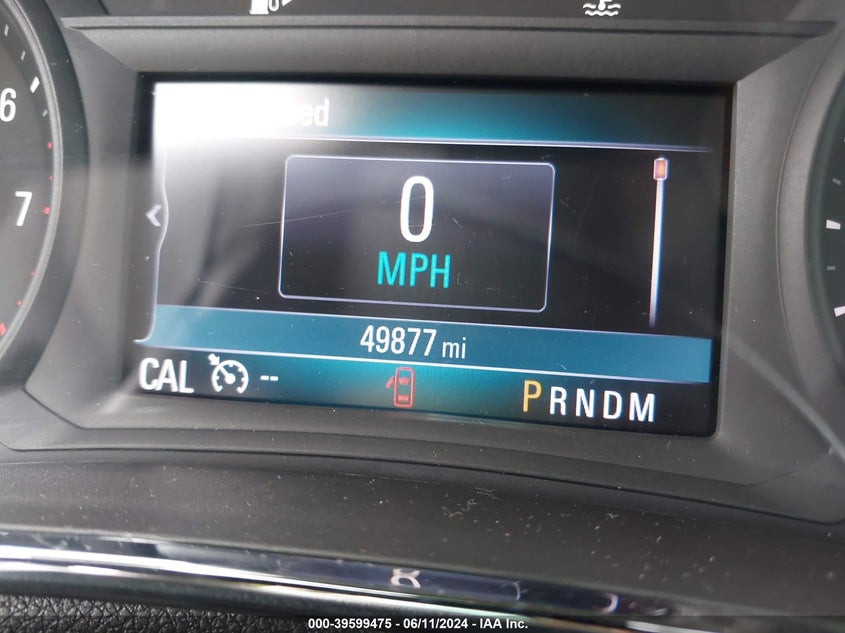 6
7
0
MPH
49877 mi
CAL -- PRNDM
000-39599475 - 06/11/2024 - IAA Inc.